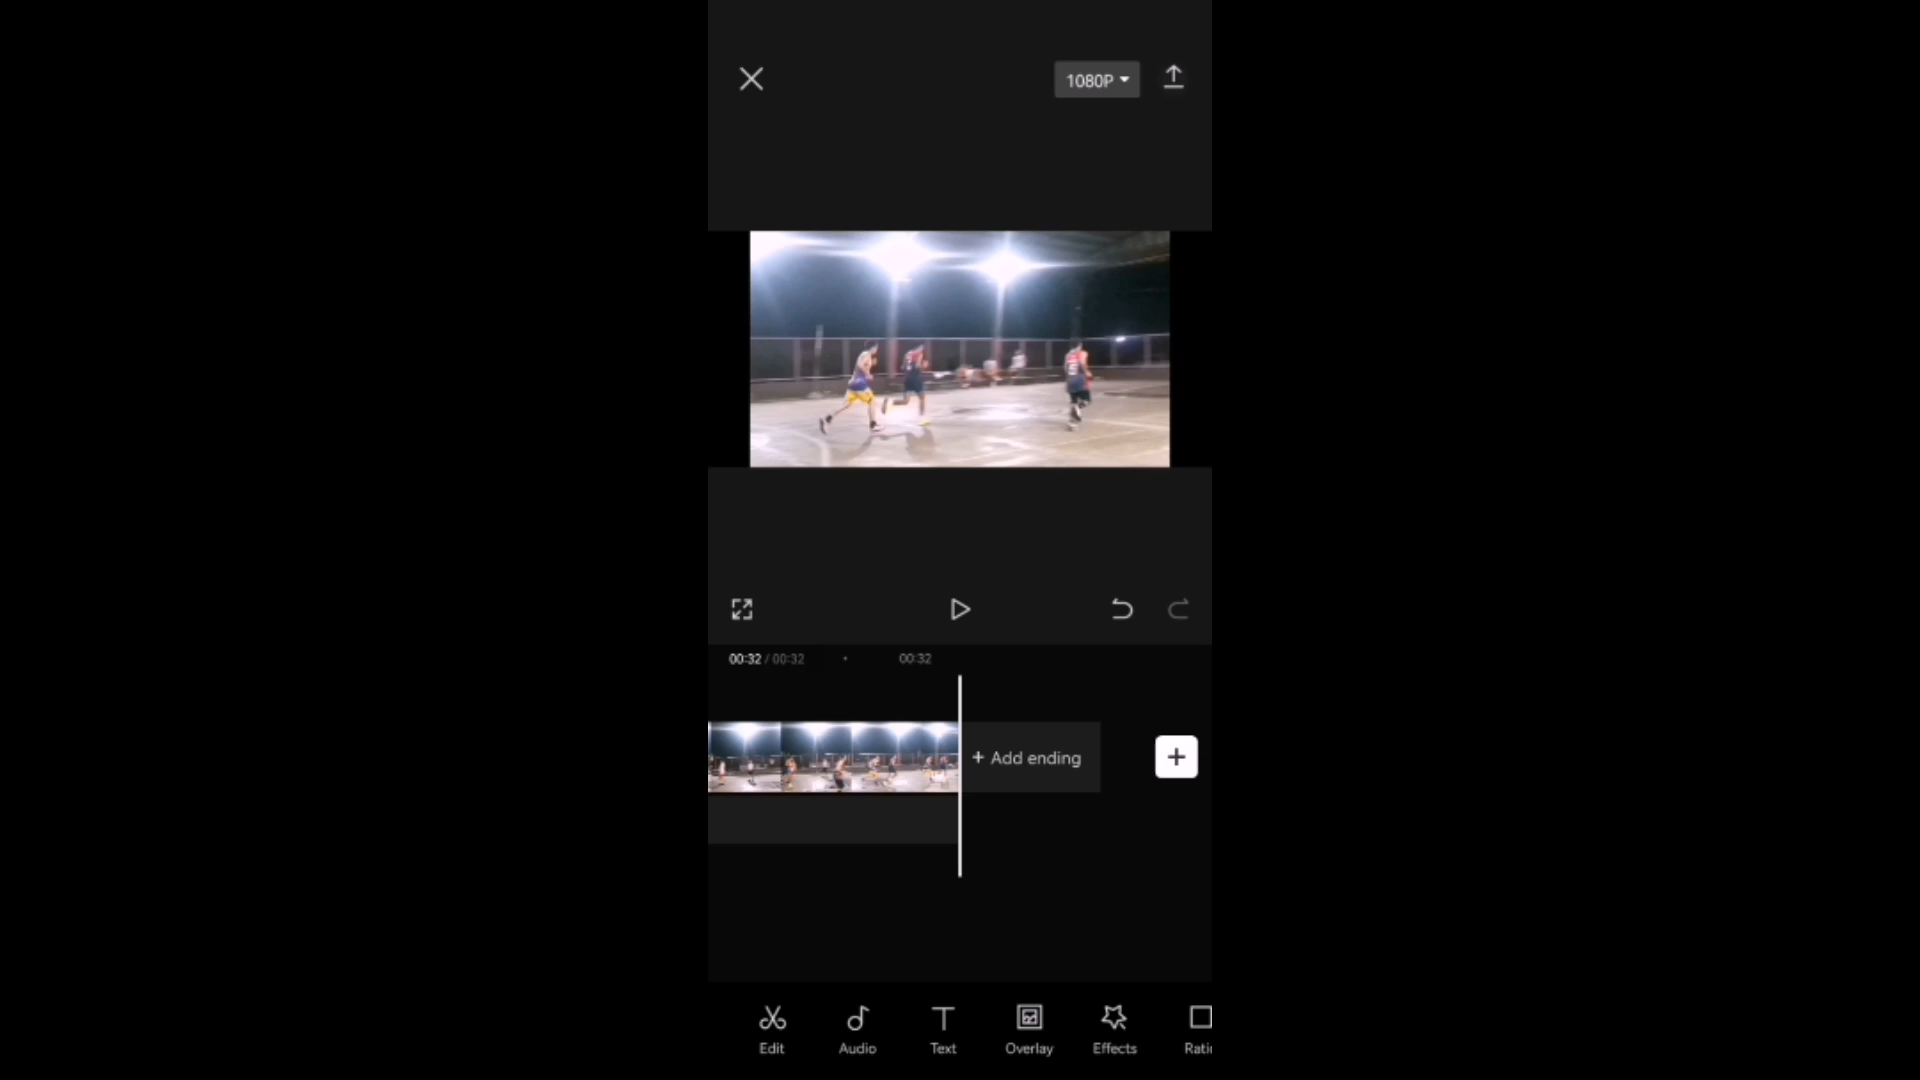 1080P
00:32 / 00:32
00:32
+ Add ending
Edit
Audio
Text
Overlay
Effects
Rati